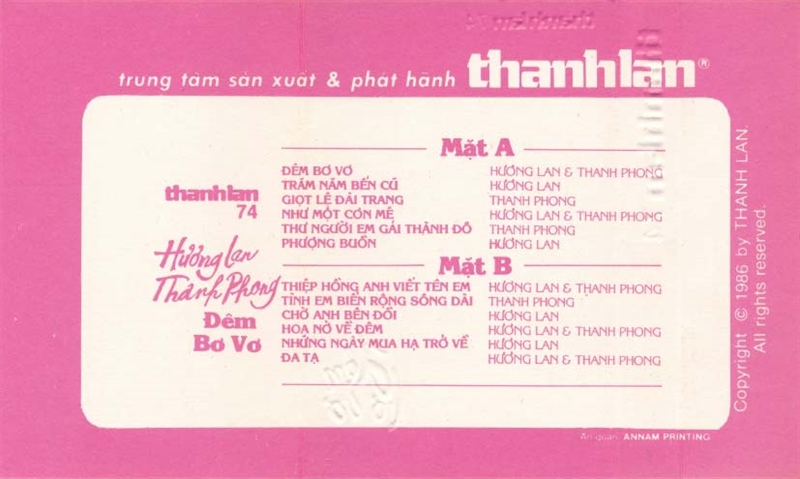 trung tâm sản xuất & phát hành thanhlan®
Mặt A
ĐÊM BƠ VƠ HƯƠNG LAN & THANH PHONG
TRĂM NĂM BẾN CŨ HƯƠNG LAN
GIỌT LỆ ĐÀI TRANG THANH PHONG
NHƯ MỘT CƠN MÊ HƯƠNG LAN & THANH PHONG
THƯ NGƯỜI EM GÁI THÀNH ĐÔ THANH PHONG
PHƯỢNG BUỒN HƯƠNG LAN
thanhlan
74
Hương Lan
Thanh Phong
Đêm
Bơ Vơ
Mặt B
THIỆP HỒNG ANH VIẾT TÊN EM HƯƠNG LAN & THANH PHONG
TÌNH EM BIỂN RỘNG SÔNG DÀI THANH PHONG
CHỜ ANH BÊN ĐỒI HƯƠNG LAN
HOA NỞ VỀ ĐÊM HƯƠNG LAN & THANH PHONG
NHỮNG NGÀY MUA HẠ TRỞ VỀ HƯƠNG LAN
ĐA TẠ HƯƠNG LAN & THANH PHONG
Copyright © 1986 by THANH LAN.
All rights reserved.
Ấn quán ANNAM PRINTING